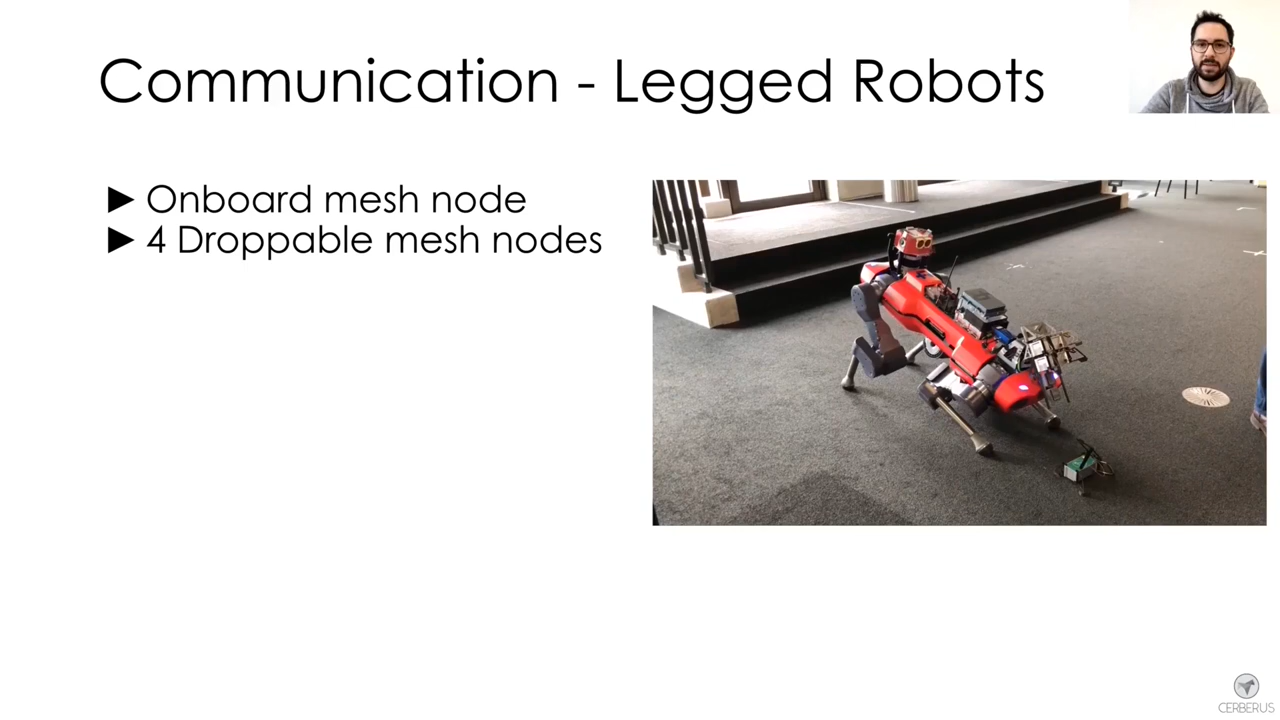 Communication - Legged Robots
► Onboard mesh node
► 4 Droppable mesh nodes
CERBERUS